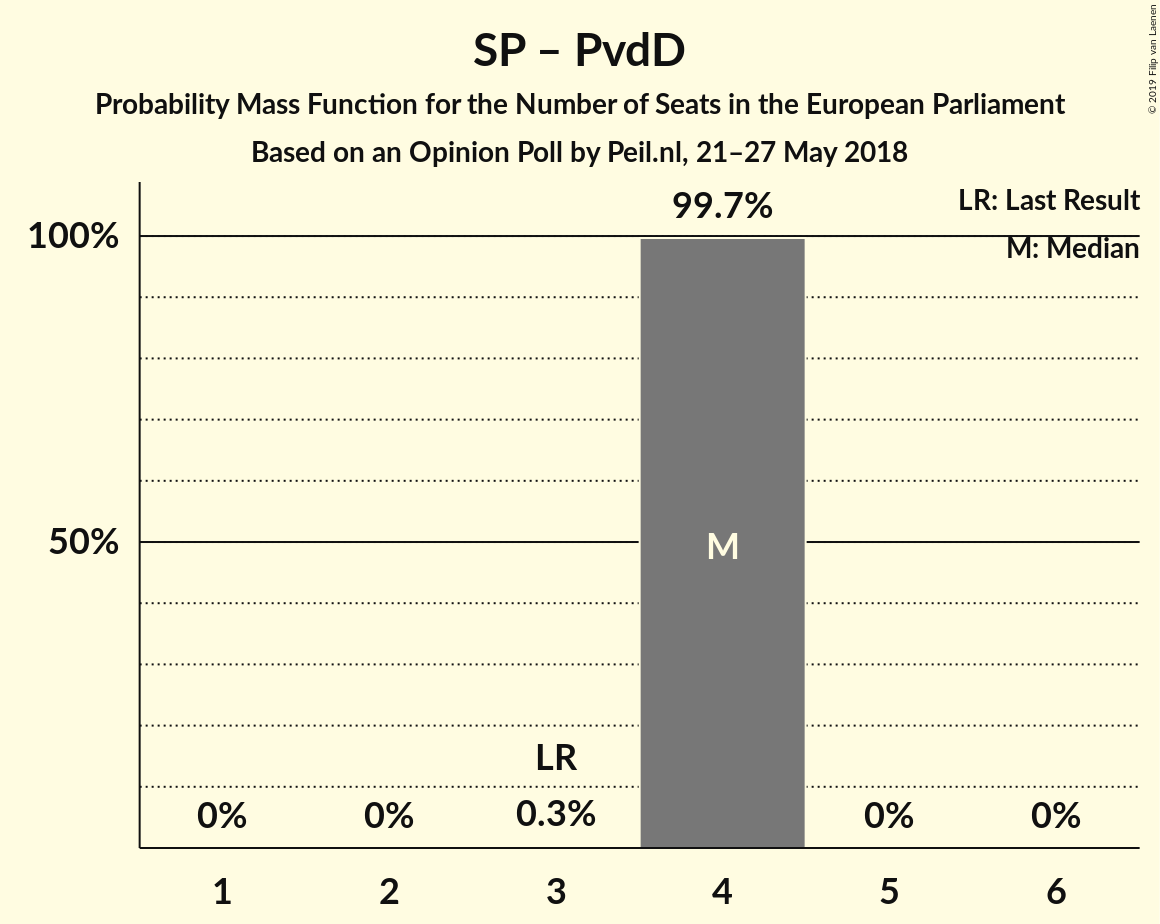 SP – PvdD
Probability Mass Function for the Number of Seats in the European Parliament
Based on an Opinion Poll by Peil.nl, 21–27 May 2018
© 2019 Filip van Laenen
LR: Last Result
M: Median
99.7%
100%
50%
M
LR
0% 0% 0.3% 0% 0%
1 2 3 4 5 6